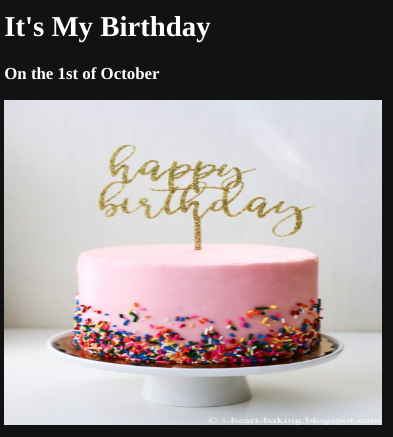 It's My Birthday
On the 1st of October
happy
birthday
© i-heart-baking.blogspot.com